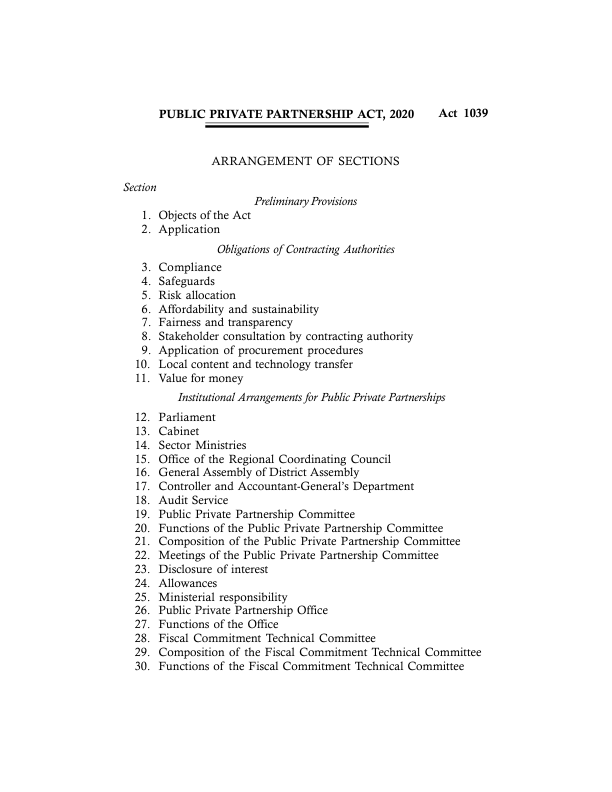 PUBLIC PRIVATE PARTNERSHIP ACT, 2020 Act 1039
ARRANGEMENT OF SECTIONS
Section
Preliminary Provisions
1. Objects of the Act
2. Application
Obligations of Contracting Authorities
3. Compliance
4. Safeguards
5. Risk allocation
6. Affordability and sustainability
7. Fairness and transparency
8. Stakeholder consultation by contracting authority
9. Application of procurement procedures
10. Local content and technology transfer
11. Value for money
Institutional Arrangements for Public Private Partnerships
12. Parliament
13. Cabinet
14. Sector Ministries
15. Office of the Regional Coordinating Council
16. General Assembly of District Assembly
17. Controller and Accountant-General's Department
18. Audit Service
19. Public Private Partnership Committee
20. Functions of the Public Private Partnership Committee
21. Composition of the Public Private Partnership Committee
22. Meetings of the Public Private Partnership Committee
23. Disclosure of interest
24. Allowances
25. Ministerial responsibility
26. Public Private Partnership Office
27. Functions of the Office
28. Fiscal Commitment Technical Committee
29. Composition of the Fiscal Commitment Technical Committee
30. Functions of the Fiscal Commitment Technical Committee